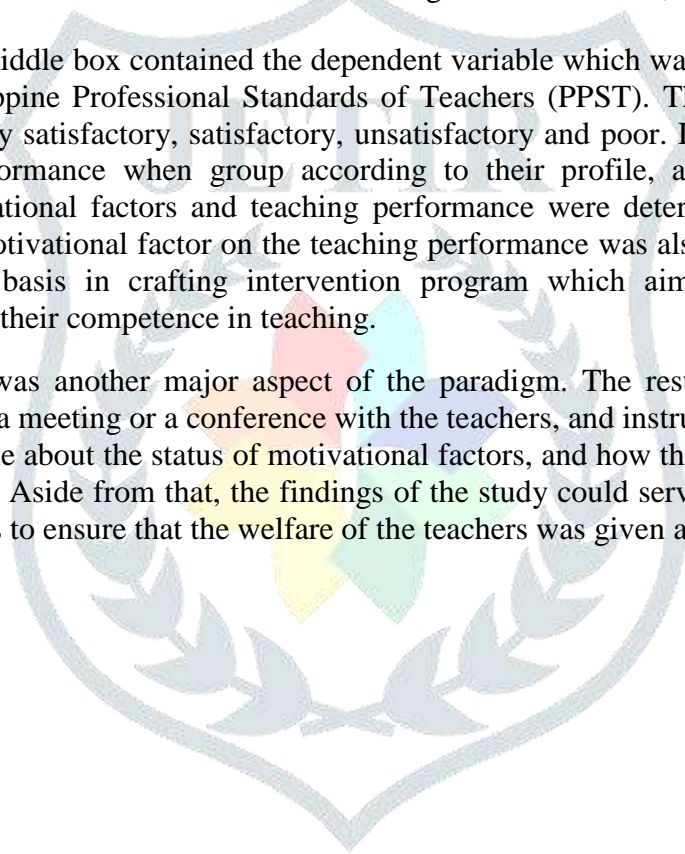 iddle box contained the dependent variable which wa
ppine Professional Standards of Teachers (PPST). Th
y satisfactory, satisfactory, unsatisfactory and poor. I
ormance when group according to their profile, a
ational factors and teaching performance were deter
otivational factor on the teaching performance was als
basis in crafting intervention program which aim
their competence in teaching.
was another major aspect of the paradigm. The resu
a meeting or a conference with the teachers, and instru
e about the status of motivational factors, and how th
Aside from that, the findings of the study could serv
s to ensure that the welfare of the teachers was given a
JETIR